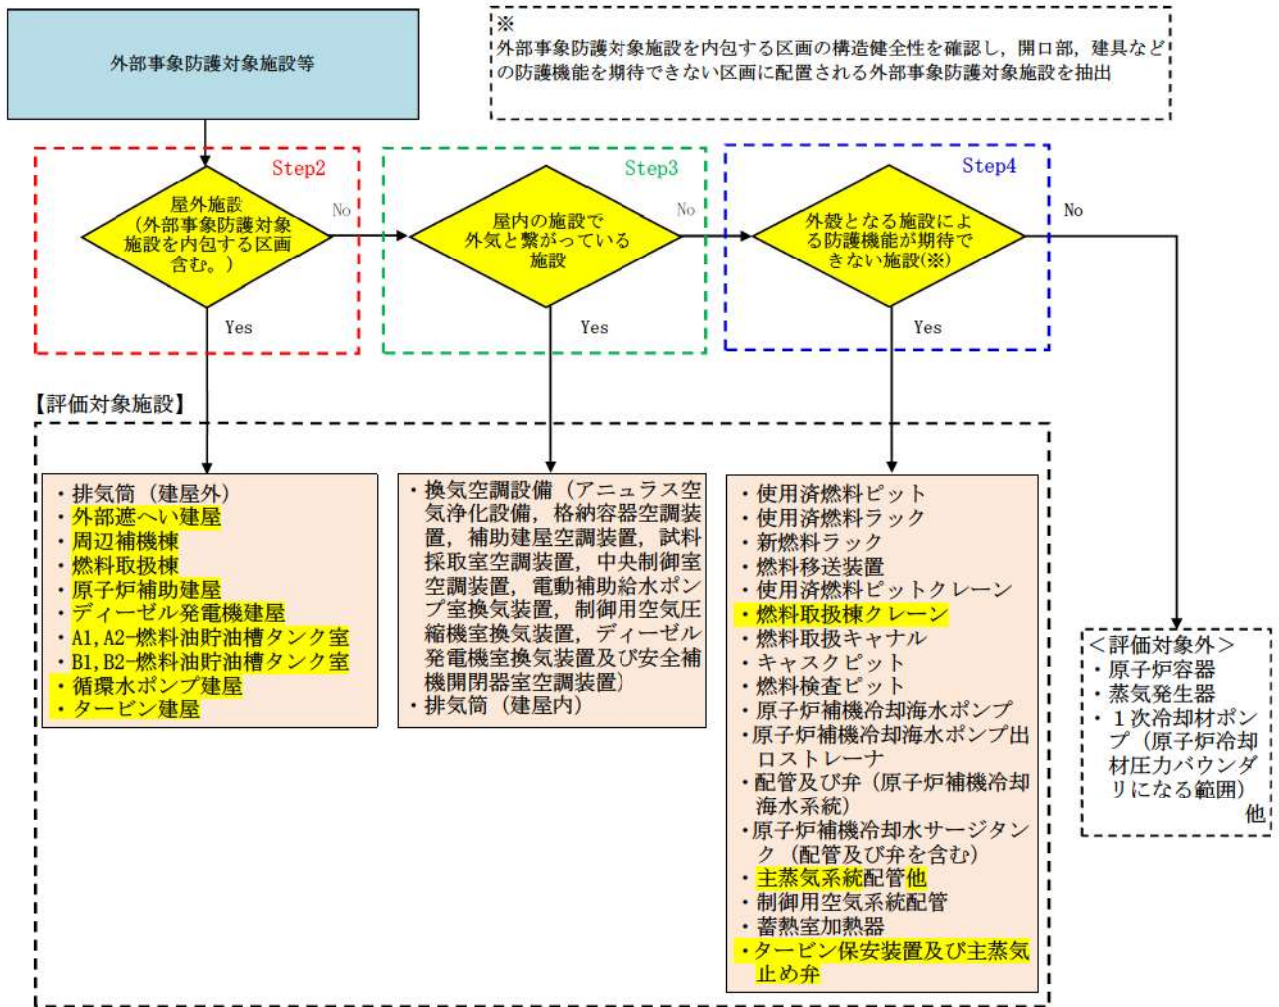 外部事象防護対象施設等
※
外部事象防護対象施設を内包する区画の構造健全性を確認し，開口部，建具など
の防護機能を期待できない区画に配置される外部事象防護対象施設を抽出
Step2
屋外施設
（外部事象防護対象
施設を内包する区画
含む。）
No
Yes
Step3
屋内の施設で
外気と繋がっている
施設
No
Yes
Step4
外殻となる施設によ
る防護機能が期待で
きない施設(※)
No
Yes
【評価対象施設】
・排気筒（建屋外）
・外部遮へい建屋
・周辺補機棟
・燃料取扱棟
・原子炉補助建屋
・ディーゼル発電機建屋
・A1,A2-燃料油貯油槽タンク室
・B1,B2-燃料油貯油槽タンク室
・循環水ポンプ建屋
・タービン建屋
・換気空調設備（アニュラス空
気浄化設備，格納容器空調装
置，補助建屋空調装置，試料
採取室空調装置，中央制御室
空調装置，電動補助給水ポン
プ室換気装置，制御用空気圧
縮機室換気装置，ディーゼル
発電機室換気装置及び安全補
機開閉器室空調装置）
・排気筒（建屋内）
・使用済燃料ピット
・使用済燃料ラック
・新燃料ラック
・燃料移送装置
・使用済燃料ピットクレーン
・燃料取扱棟クレーン
・燃料取扱キャナル
・キャスクピット
・燃料検査ピット
・原子炉補機冷却海水ポンプ
・原子炉補機冷却海水ポンプ出
口ストレーナ
・配管及び弁（原子炉補機冷却
海水系統）
・原子炉補機冷却水サージタン
ク（配管及び弁を含む）
・主蒸気系統配管他
・制御用空気系統配管
・蓄熱室加熱器
・タービン保安装置及び主蒸気
止め弁
＜評価対象外＞
・原子炉容器
・蒸気発生器
・１次冷却材ポン
プ（原子炉冷却
材圧力バウンダ
リになる範囲）
他